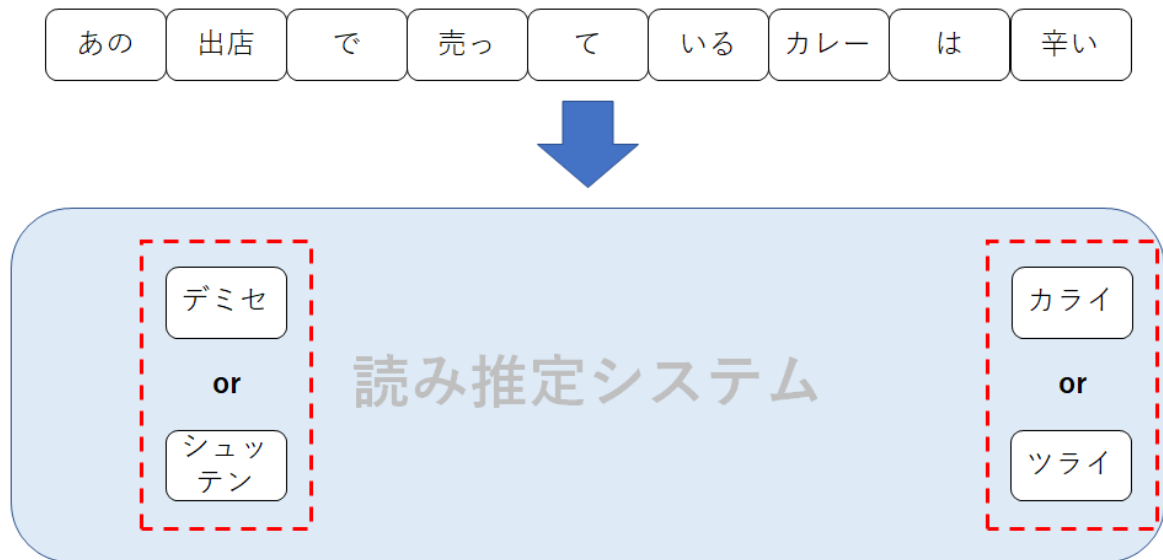 あの 出店 で 売っ て いる カレー は 辛い
デミセ カライ
or 読み推定システム or
シュッ
テン
ツライ